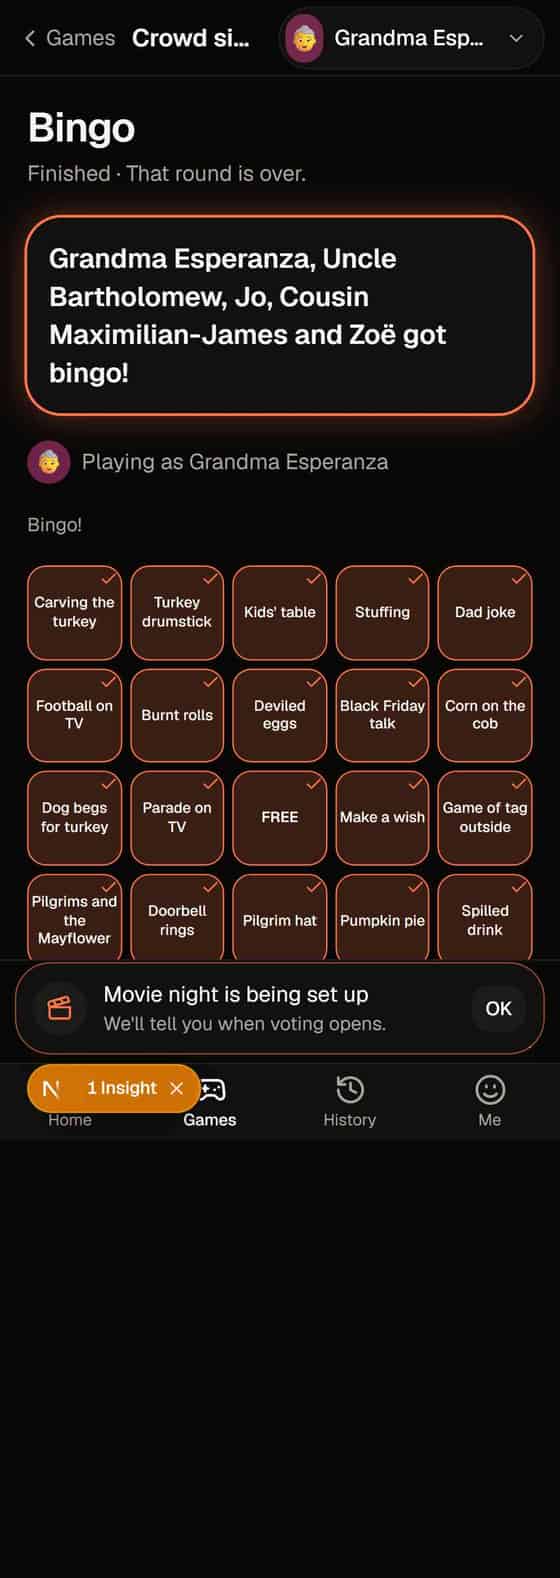 Games
Crowd si...
Grandma Esp...
Bingo
Finished · That round is over.
Grandma Esperanza, Uncle
Bartholomew, Jo, Cousin
Maximilian-James and Zoë got
bingo!
Playing as Grandma Esperanza
Bingo!
Carving the
turkey
Turkey
drumstick
Kids' table
Stuffing
Dad joke
Football on
TV
Burnt rolls
Deviled
eggs
Black Friday
talk
Corn on the
cob
Dog begs
for turkey
Parade on
TV
FREE
Make a wish
Game of tag
outside
Pilgrims and
the
Mayflower
Doorbell
rings
Pilgrim hat
Pumpkin pie
Spilled
drink
Movie night is being set up
We'll tell you when voting opens.
OK
N
1 Insight
Home
Games
History
Me